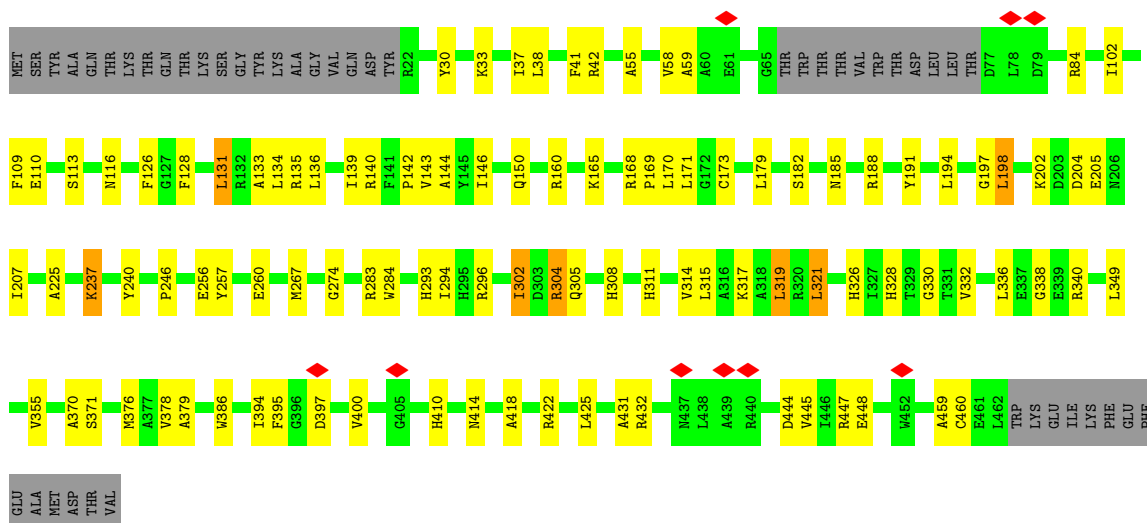 MET SER TYR ALA GLN THR LYS THR GLN THR LYS SER GLY TYR LYS ALA GLY VAL GLN ASP TYR R22 Y30 K33 I37 L38 F41 R42 A55 V58 A59 A60 E61 G65 THR TRP THR THR VAL TRP THR ASP LEU LEU THR D77 L78 D79 R84 I102
F109 E110 S113 N116 F126 G127 F128 L131 R132 A133 L134 R135 L136 I139 R140 F141 P142 V143 A144 Y145 I146 Q150 R160 K165 R168 P169 L170 L171 G172 C173 L179 S182 N185 R188 Y191 L194 G197 L198 K202 D203 D204 E205 N206
I207 A225 K237 Y240 P246 E256 Y257 E260 M267 G274 R283 W284 H293 I294 H295 R296 I302 D303 R304 Q305 H308 H311 V314 L315 A316 K317 A318 L319 R320 L321 H326 I327 H328 T329 G330 T331 V332 L336 E337 G338 E339 R340 L349
V355 A370 S371 M376 A377 V378 A379 W386 I394 F395 G396 D397 V400 G405 H410 N414 A418 R422 L425 A431 R432 N437 L438 A439 R440 D444 V445 I446 R447 E448 W452 A459 C460 E461 L462 TRP LYS GLU ILE LYS PHE GLU PHE
GLU ALA MET ASP THR VAL